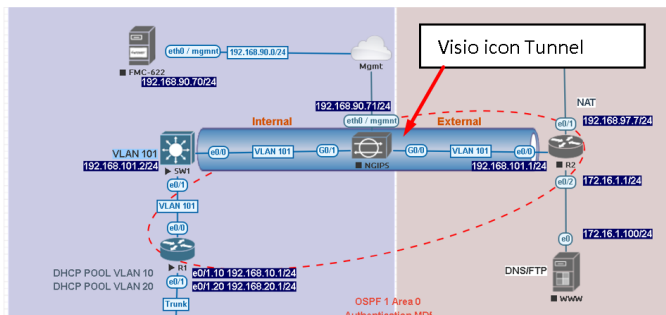 Visio icon Tunnel
eth0 / mgmnt
192.168.90.0/24
FMC-622
192.168.90.70/24
Mgmt
NAT
192.168.90.71/24
eth0 / mgmnt
e0/1
192.168.97.7/24
Internal
External
VLAN 101
e0/0
VLAN 101
G0/1
NGIPS
G0/0
VLAN 101
e0/0
R2
192.168.101.2/24
SW1
192.168.101.1/24
e0/1
e0/2
172.16.1.1/24
VLAN 101
e0/0
172.16.1.100/24
e0
R1
DNS/FTP
DHCP POOL VLAN 10
e0/1.10 192.168.10.1/24
DHCP POOL VLAN 20
e0/1
e0/1.20 192.168.20.1/24
WWW
Trunk
OSPF 1 Area 0
Authentication MD5